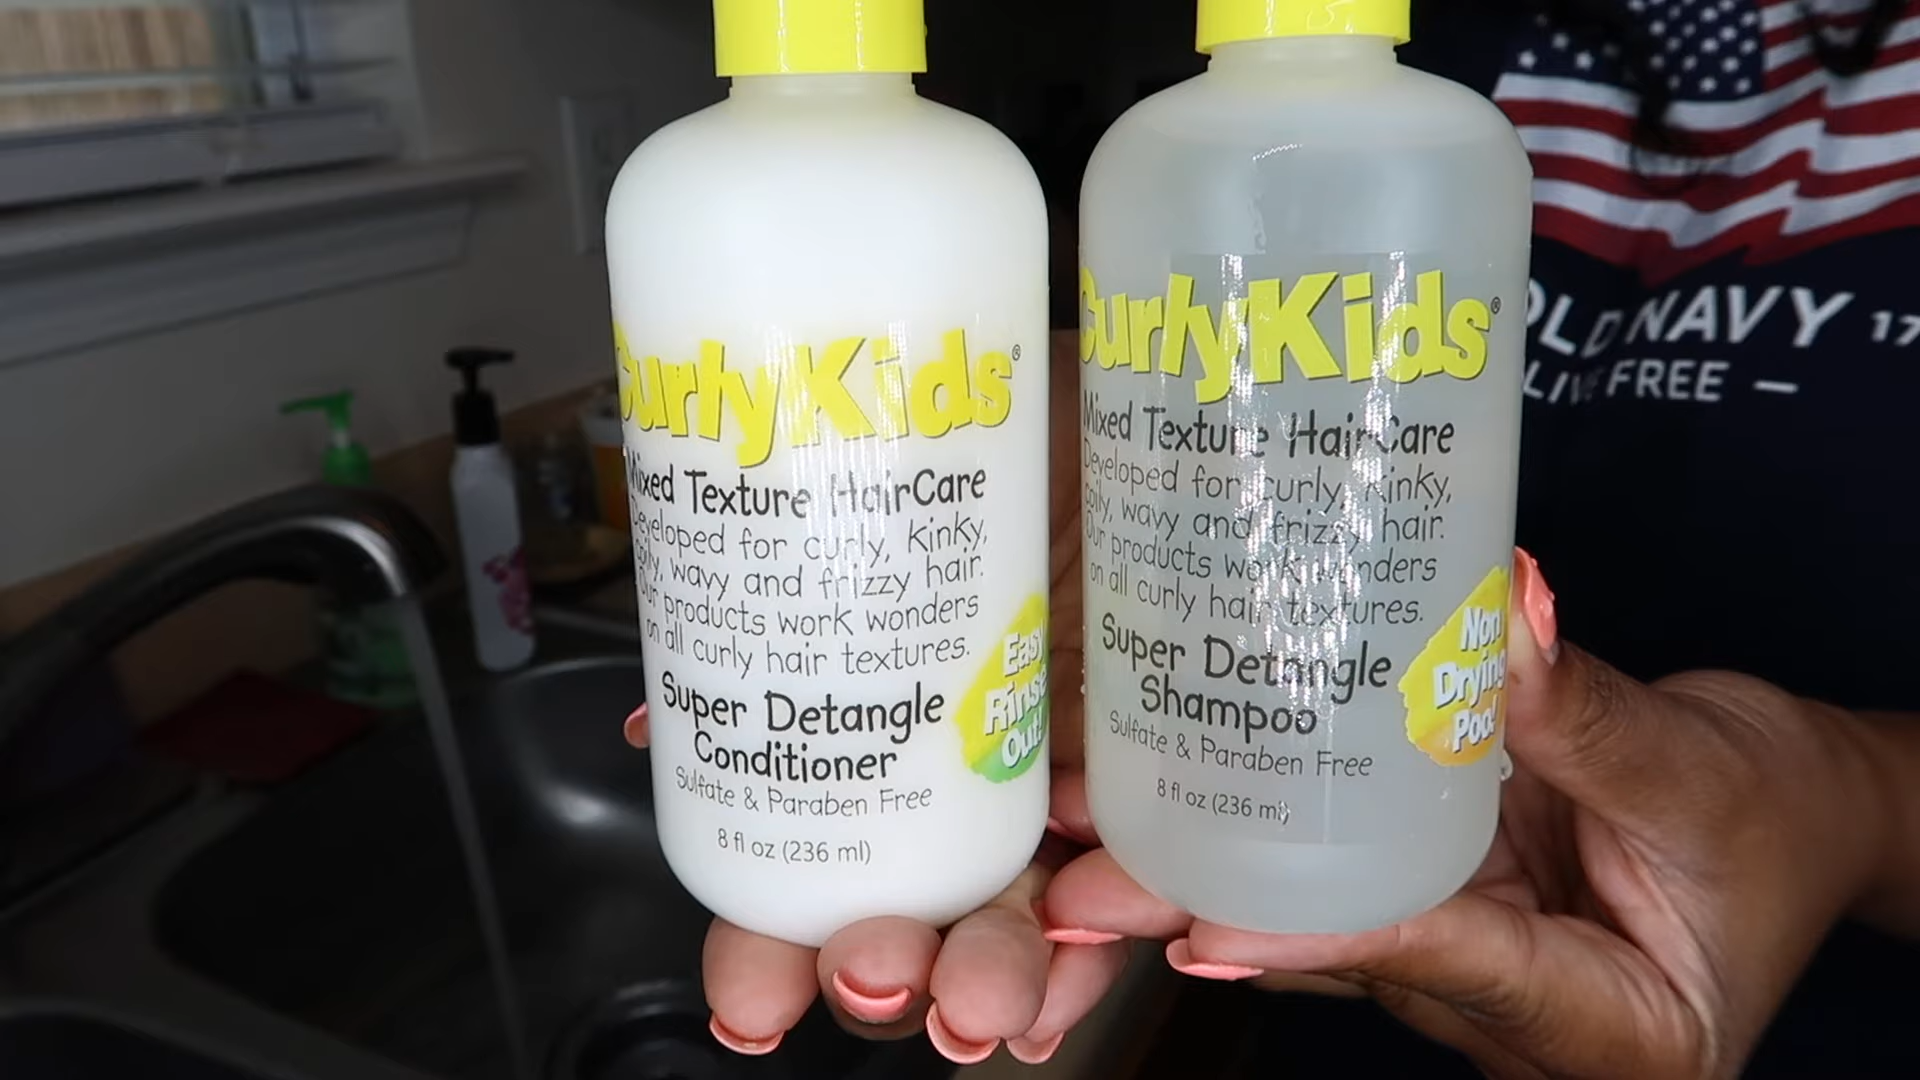 CurlyKids®
Mixed Texture HairCare
Developed for curly, kinky,
coily, wavy and frizzy hair.
Our products work wonders
on all curly hair textures.
Super Detangle
Conditioner
Sulfate & Paraben Free
8 fl oz (236 ml)
Easy
Rinse
Out!
CurlyKids®
Mixed Texture HairCare
Developed for curly, kinky,
coily, wavy and frizzy hair.
Our products work wonders
on all curly hair textures.
Super Detangle
Shampoo
Sulfate & Paraben Free
8 fl oz (236 ml)
Non
Drying
Poo!
OLD NAVY 17
LIVE FREE —